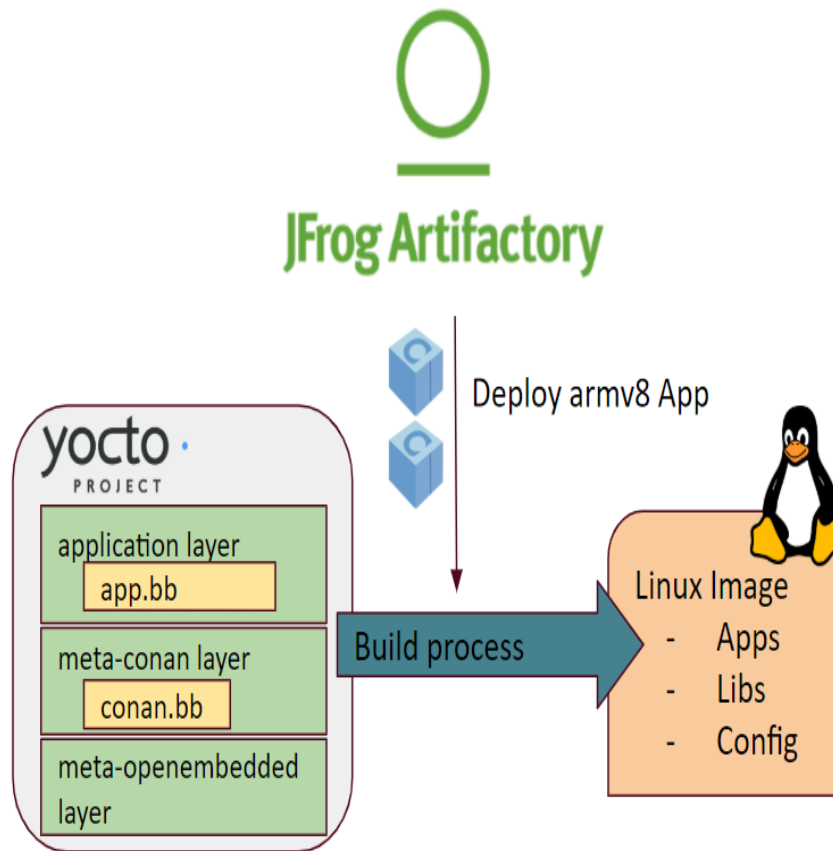 JFrog Artifactory
Deploy armv8 App
yocto
PROJECT
application layer
app.bb
meta-conan layer
conan.bb
meta-openembedded
layer
Build process
Linux Image
- Apps
- Libs
- Config